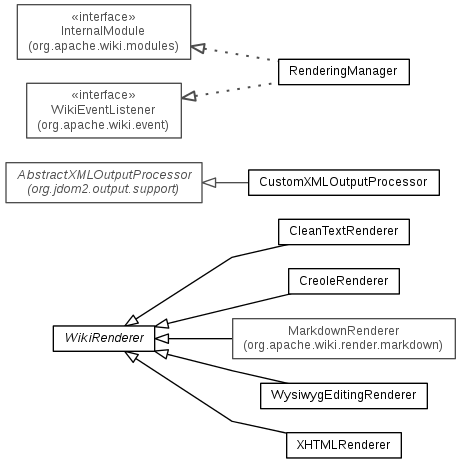 «interface»
InternalModule
(org.apache.wiki.modules)
RenderingManager
«interface»
WikiEventListener
(org.apache.wiki.event)
AbstractXMLOutputProcessor
(org.jdom2.output.support)
CustomXMLOutputProcessor
CleanTextRenderer
CreoleRenderer
WikiRenderer
MarkdownRenderer
(org.apache.wiki.render.markdown)
WysiwygEditingRenderer
XHTMLRenderer